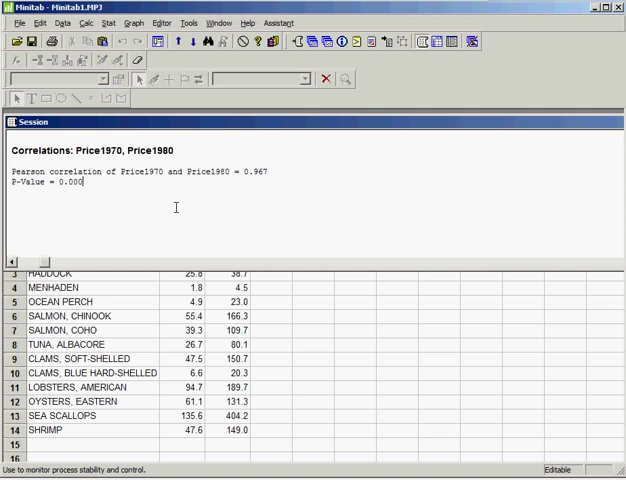 Minitab - Minitab1.MPJ
File Edit Data Calc Stat Graph Editor Tools Window Help Assistant
Session
Correlations: Price1970, Price1980
Pearson correlation of Price1970 and Price1980 = 0.967
P-Value = 0.000
3 HADDOCK 25.8 38.7
4 MENHADEN 1.8 4.5
5 OCEAN PERCH 4.9 23.0
6 SALMON, CHINOOK 55.4 166.3
7 SALMON, COHO 39.3 109.7
8 TUNA, ALBACORE 26.7 80.1
9 CLAMS, SOFT-SHELLED 47.5 150.7
10 CLAMS, BLUE HARD-SHELLED 6.6 20.3
11 LOBSTERS, AMERICAN 94.7 189.7
12 OYSTERS, EASTERN 61.1 131.3
13 SEA SCALLOPS 135.6 404.2
14 SHRIMP 47.6 149.0
15
16
Use to monitor process stability and control. Editable